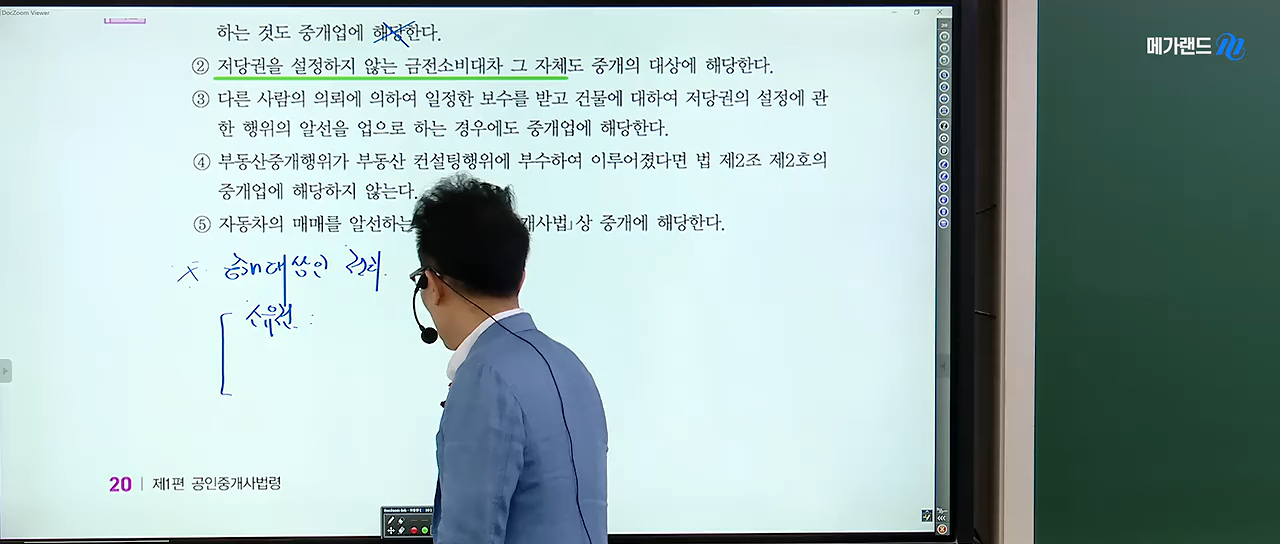 DocZoom Viewer
메가랜드
하는 것도 중개업에 해당한다.
② 저당권을 설정하지 않는 금전소비대차 그 자체도 중개의 대상에 해당한다.
③ 다른 사람의 의뢰에 의하여 일정한 보수를 받고 건물에 대하여 저당권의 설정에 관
한 행위의 알선을 업으로 하는 경우에도 중개업에 해당한다.
④ 부동산중개행위가 부동산 컨설팅행위에 부수하여 이루어졌다면 법 제2조 제2호의
중개업에 해당하지 않는다.
⑤ 자동차의 매매를 알선하는 개사법」상 중개에 해당한다.
중개대상인 권리
소유권 :
20 제1편 공인중개사법령